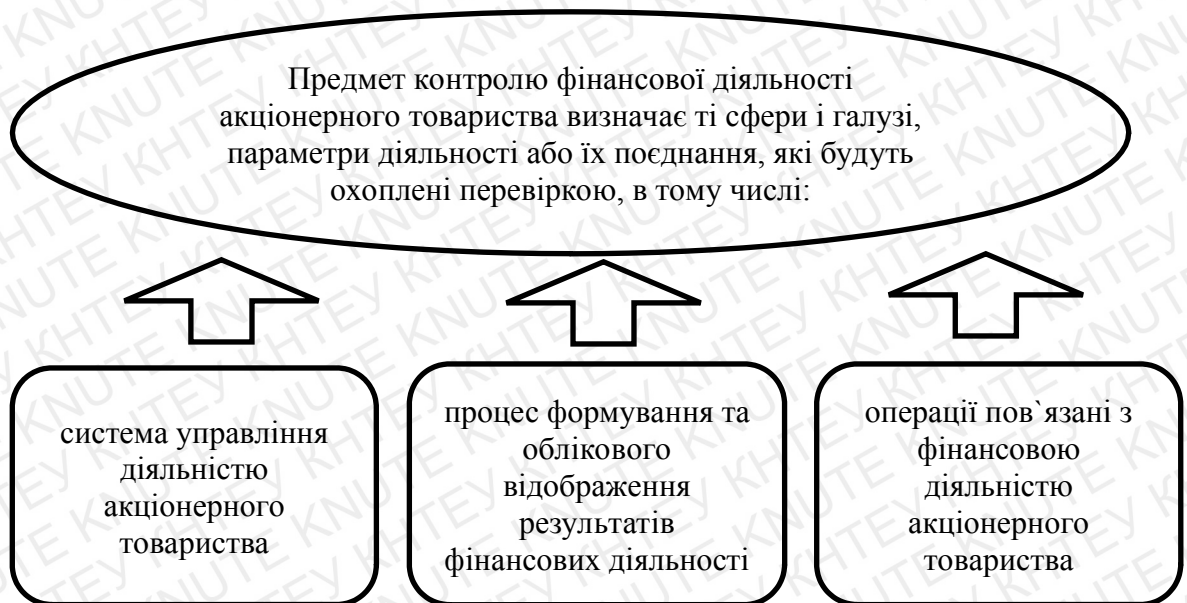 Предмет контролю фінансової діяльності
акціонерного товариства визначає ті сфери і галузі,
параметри діяльності або їх поєднання, які будуть
охоплені перевіркою, в тому числі:
система управління
діяльністю
акціонерного
товариства
процес формування та
облікового
відображення
результатів
фінансових діяльності
операції пов`язані з
фінансовою
діяльністю
акціонерного
товариства